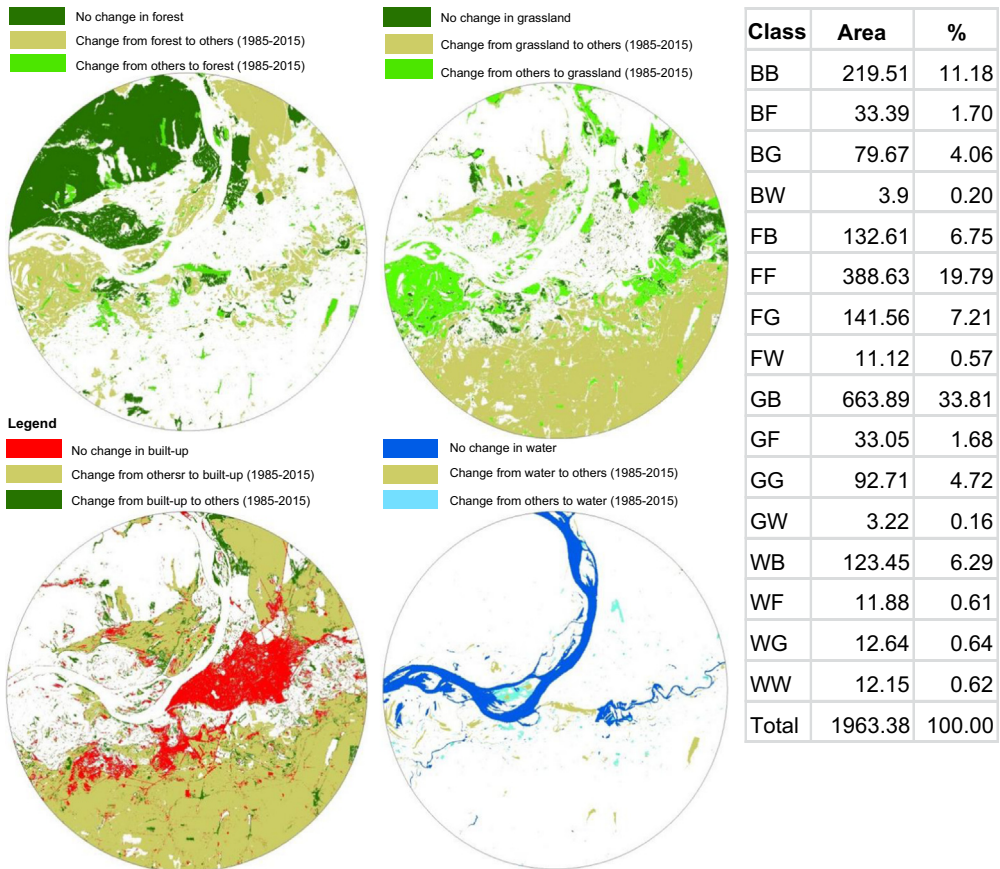 No change in forest
Change from forest to others (1985-2015)
Change from others to forest (1985-2015)
No change in grassland
Change from grassland to others (1985-2015)
Change from others to grassland (1985-2015)
Legend
No change in built-up
Change from othersr to built-up (1985-2015)
Change from built-up to others (1985-2015)
No change in water
Change from water to others (1985-2015)
Change from others to water (1985-2015)
Class Area %
BB 219.51 11.18
BF 33.39 1.70
BG 79.67 4.06
BW 3.9 0.20
FB 132.61 6.75
FF 388.63 19.79
FG 141.56 7.21
FW 11.12 0.57
GB 663.89 33.81
GF 33.05 1.68
GG 92.71 4.72
GW 3.22 0.16
WB 123.45 6.29
WF 11.88 0.61
WG 12.64 0.64
WW 12.15 0.62
Total 1963.38 100.00